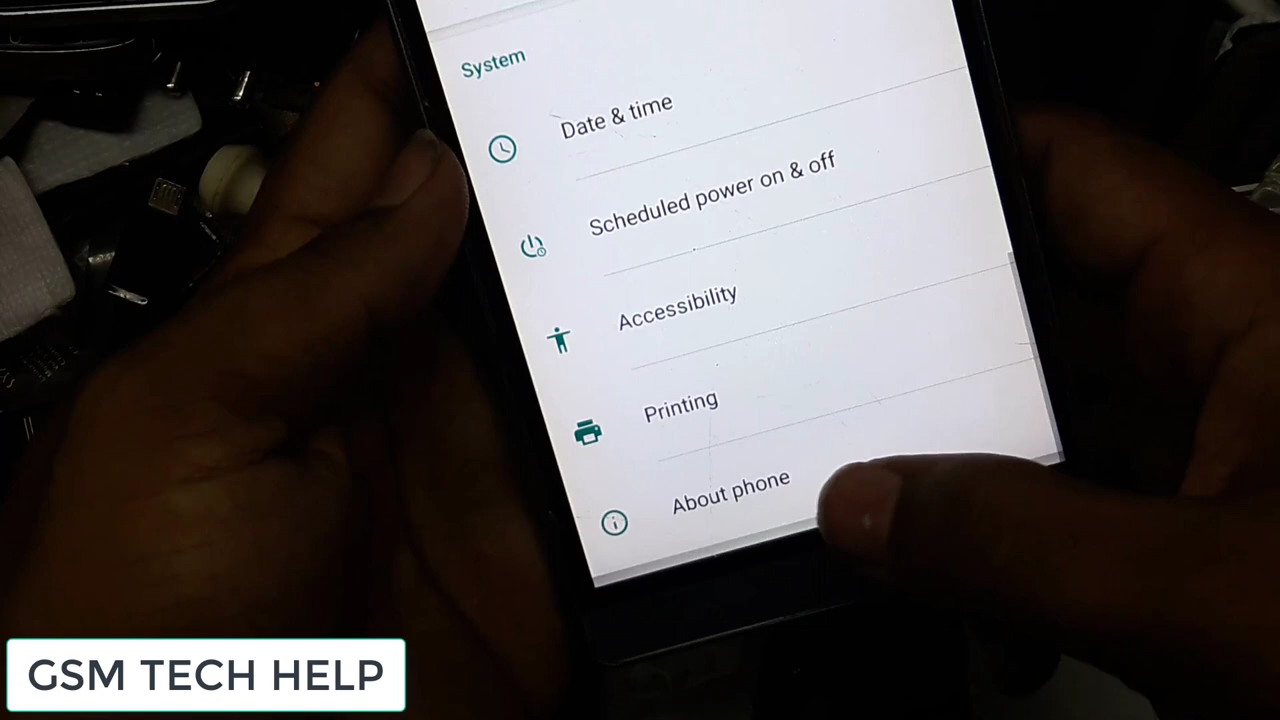 System
Date & time
Scheduled power on & off
Accessibility
Printing
About phone
GSM TECH HELP